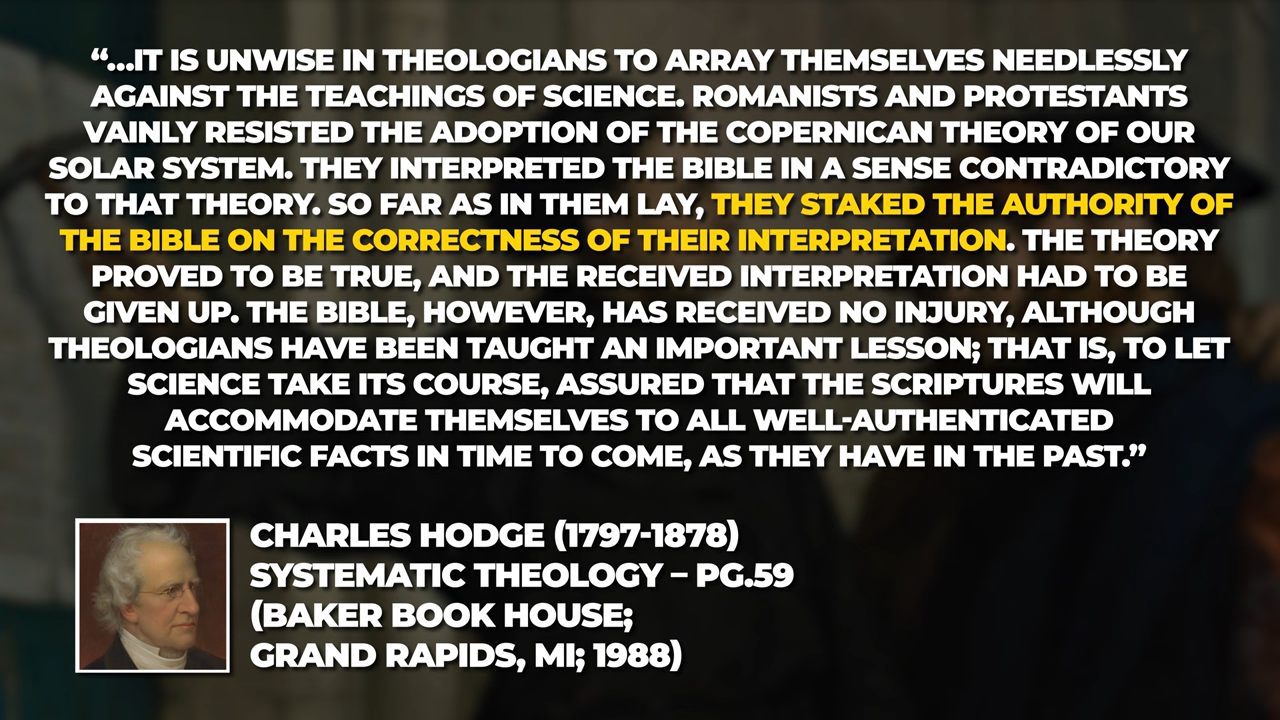 “...IT IS UNWISE IN THEOLOGIANS TO ARRAY THEMSELVES NEEDLESSLY
AGAINST THE TEACHINGS OF SCIENCE. ROMANISTS AND PROTESTANTS
VAINLY RESISTED THE ADOPTION OF THE COPERNICAN THEORY OF OUR
SOLAR SYSTEM. THEY INTERPRETED THE BIBLE IN A SENSE CONTRADICTORY
TO THAT THEORY. SO FAR AS IN THEM LAY, THEY STAKED THE AUTHORITY OF
THE BIBLE ON THE CORRECTNESS OF THEIR INTERPRETATION. THE THEORY
PROVED TO BE TRUE, AND THE RECEIVED INTERPRETATION HAD TO BE
GIVEN UP. THE BIBLE, HOWEVER, HAS RECEIVED NO INJURY, ALTHOUGH
THEOLOGIANS HAVE BEEN TAUGHT AN IMPORTANT LESSON; THAT IS, TO LET
SCIENCE TAKE ITS COURSE, ASSURED THAT THE SCRIPTURES WILL
ACCOMMODATE THEMSELVES TO ALL WELL-AUTHENTICATED
SCIENTIFIC FACTS IN TIME TO COME, AS THEY HAVE IN THE PAST.”
CHARLES HODGE (1797-1878)
SYSTEMATIC THEOLOGY – PG.59
(BAKER BOOK HOUSE;
GRAND RAPIDS, MI; 1988)